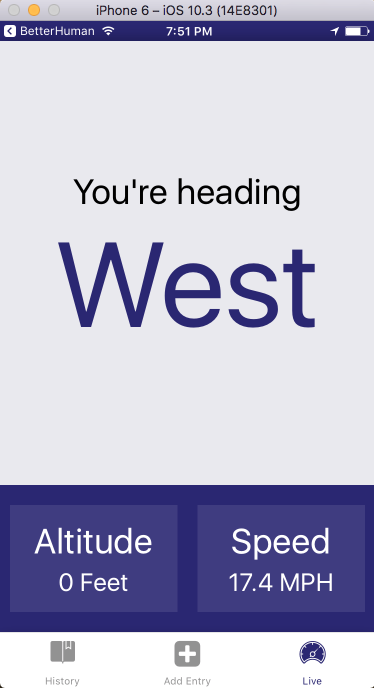 iPhone 6 – iOS 10.3 (14E8301)
BetterHuman 7:51 PM
You're heading
West
Altitude Speed
0 Feet 17.4 MPH
History Add Entry Live